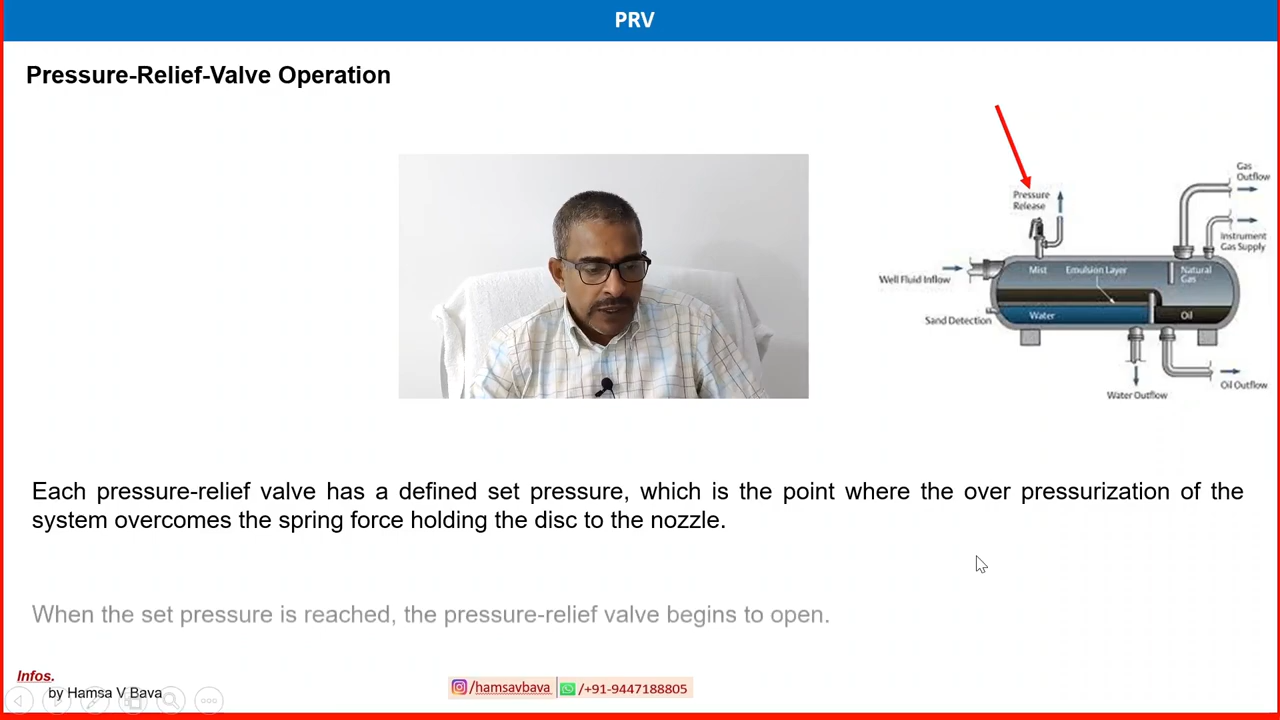 PRV
Pressure-Relief-Valve Operation
Pressure
Release
Gas
Outflow
Instrument
Gas Supply
Well Fluid Inflow
Mist
Emulsion Layer
Natural
Gas
Sand Detection
Water
Oil
Water Outflow
Oil Outflow
Each pressure-relief valve has a defined set pressure, which is the point where the over pressurization of the
system overcomes the spring force holding the disc to the nozzle.
When the set pressure is reached, the pressure-relief valve begins to open.
Infos.
by Hamsa V Bava
/hamsavbava
/+91-9447188805